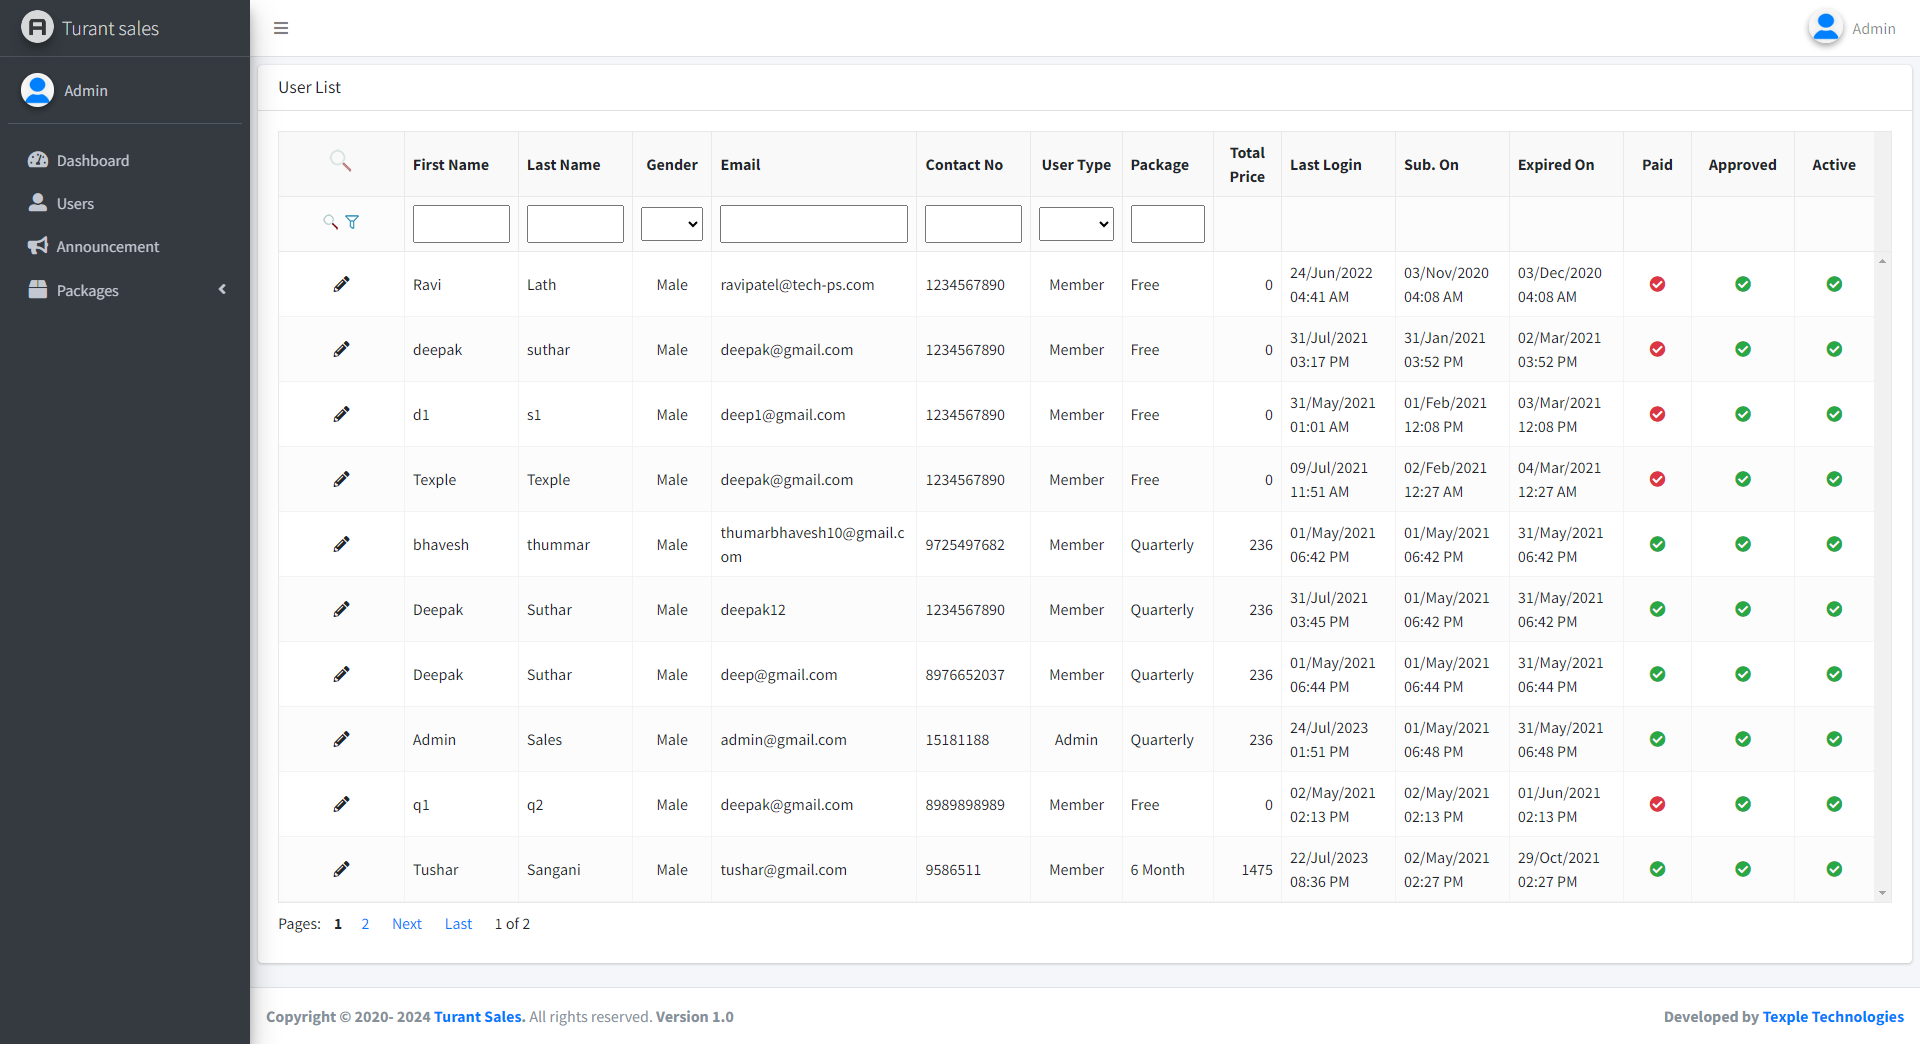 Turant sales
Admin
Admin
Dashboard
Users
Announcement
Packages
User List
First Name Last Name Gender Email Contact No User Type Package Total Price Last Login Sub. On Expired On Paid Approved Active
Ravi Lath Male ravipatel@tech-ps.com 1234567890 Member Free 0 24/Jun/2022 04:41 AM 03/Nov/2020 04:08 AM 03/Dec/2020 04:08 AM
deepak suthar Male deepak@gmail.com 1234567890 Member Free 0 31/Jul/2021 03:17 PM 31/Jan/2021 03:52 PM 02/Mar/2021 03:52 PM
d1 s1 Male deep1@gmail.com 1234567890 Member Free 0 31/May/2021 01:01 AM 01/Feb/2021 12:08 PM 03/Mar/2021 12:08 PM
Texple Texple Male deepak@gmail.com 1234567890 Member Free 0 09/Jul/2021 11:51 AM 02/Feb/2021 12:27 AM 04/Mar/2021 12:27 AM
bhavesh thummar Male thumarbhavesh10@gmail.com 9725497682 Member Quarterly 236 01/May/2021 06:42 PM 01/May/2021 06:42 PM 31/May/2021 06:42 PM
Deepak Suthar Male deepak12 1234567890 Member Quarterly 236 31/Jul/2021 03:45 PM 01/May/2021 06:42 PM 31/May/2021 06:42 PM
Deepak Suthar Male deep@gmail.com 8976652037 Member Quarterly 236 01/May/2021 06:44 PM 01/May/2021 06:44 PM 31/May/2021 06:44 PM
Admin Sales Male admin@gmail.com 15181188 Admin Quarterly 236 24/Jul/2023 01:51 PM 01/May/2021 06:48 PM 31/May/2021 06:48 PM
q1 q2 Male deepak@gmail.com 8989898989 Member Free 0 02/May/2021 02:13 PM 02/May/2021 02:13 PM 01/Jun/2021 02:13 PM
Tushar Sangani Male tushar@gmail.com 9586511 Member 6 Month 1475 22/Jul/2023 08:36 PM 02/May/2021 02:27 PM 29/Oct/2021 02:27 PM
Pages: 1 2 Next Last 1 of 2
Copyright © 2020- 2024 Turant Sales. All rights reserved. Version 1.0
Developed by Texple Technologies